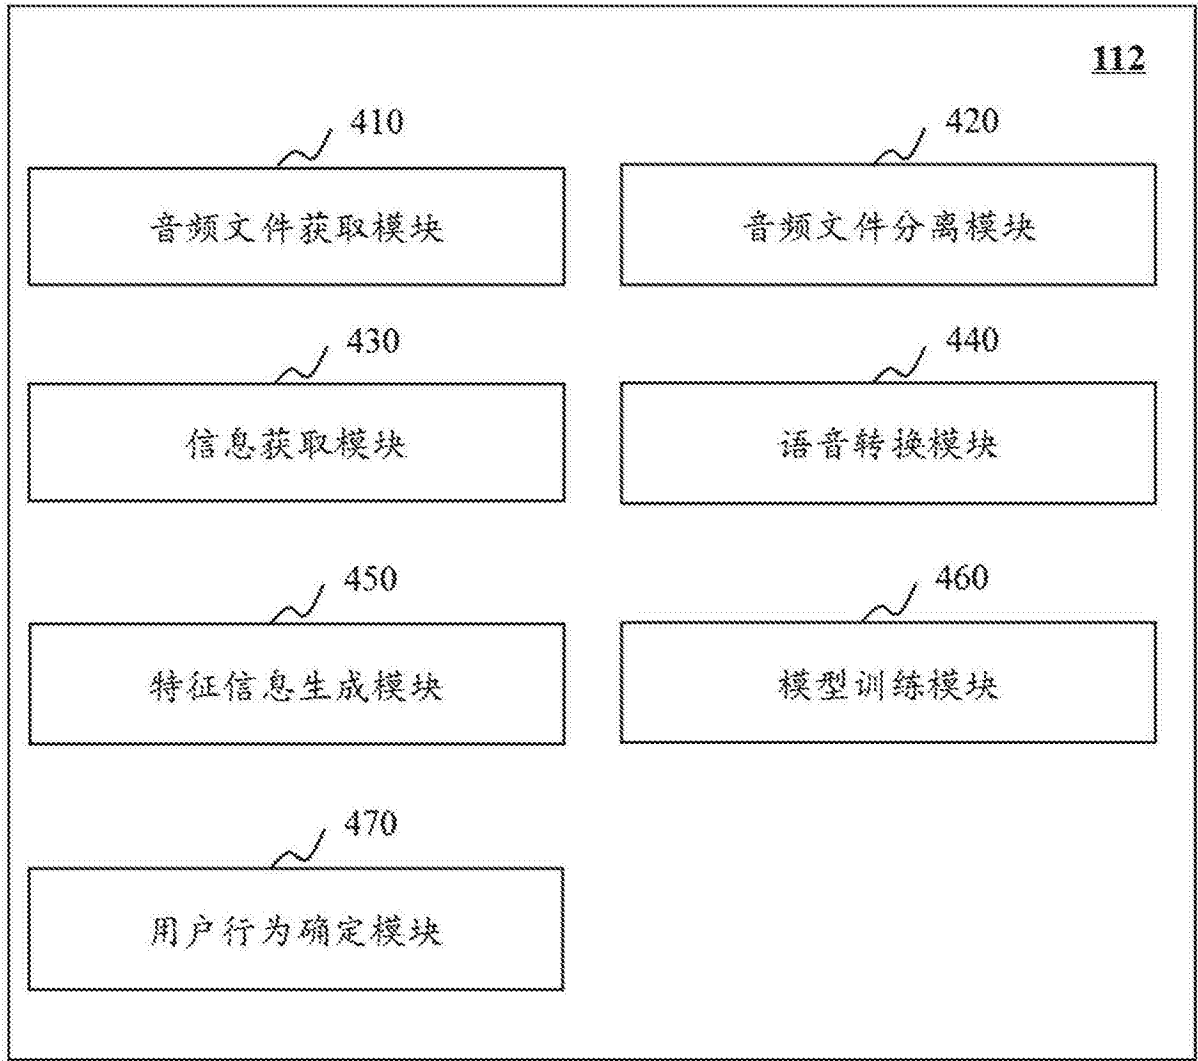 112
410
音频文件获取模块
420
音频文件分离模块
430
信息获取模块
440
语音转换模块
450
特征信息生成模块
460
模型训练模块
470
用户行为确定模块